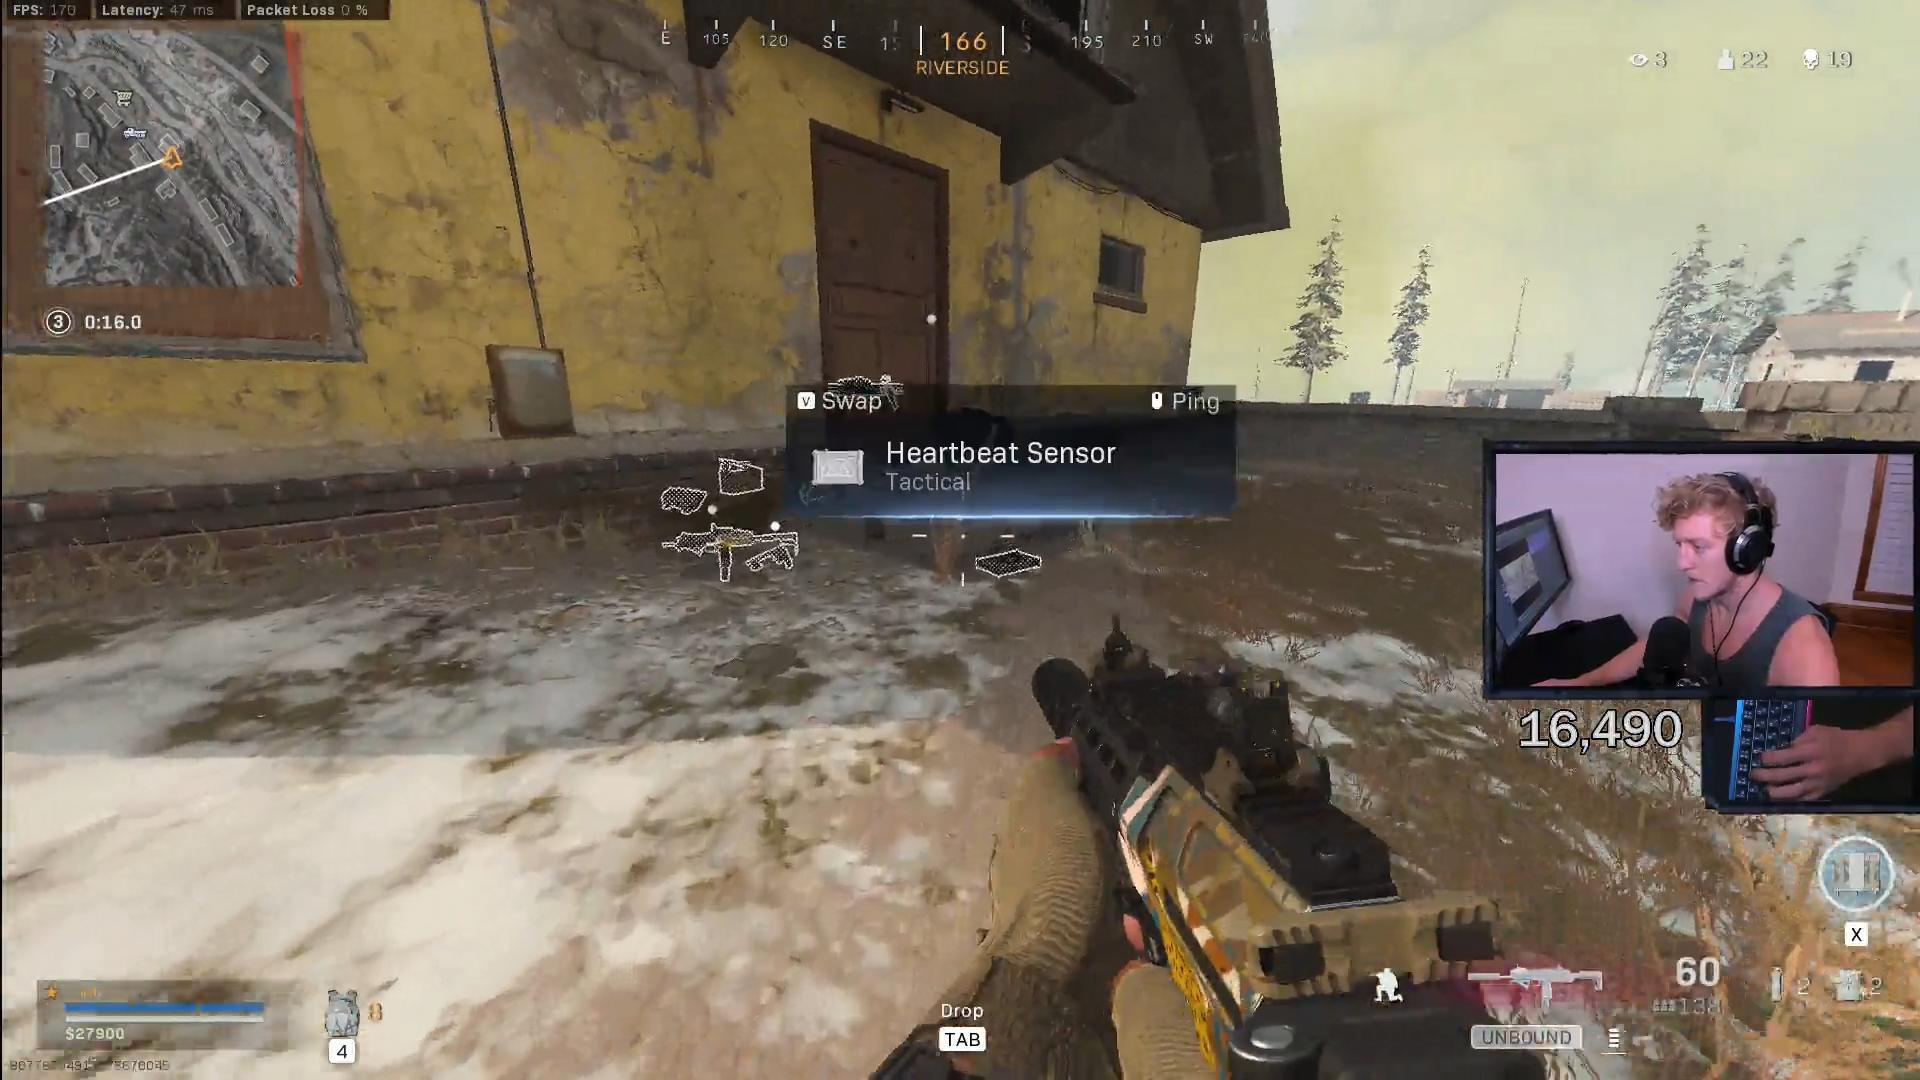 FPS: 170 Latency: 47 ms Packet Loss 0 %
E 105 120 SE 15 166 S 195 210 SW
RIVERSIDE
3 22 19
3 0:16.0
V Swap Ping
Heartbeat Sensor
Tactical
16,490
X
60
138
2 2
$27900
8
4
Drop
TAB
UNBOUND